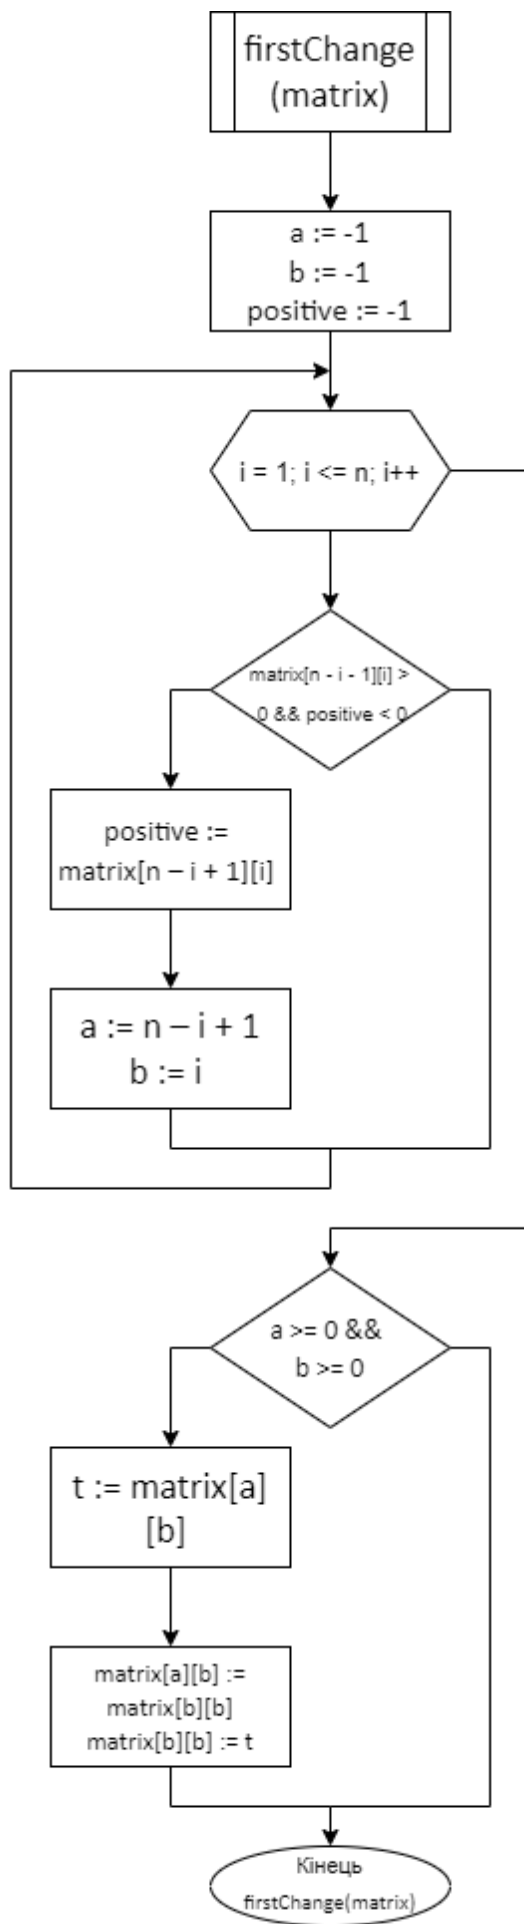 firstChange
(matrix)
a := -1
b := -1
positive := -1
i = 1; i <= n; i++
matrix[n - i - 1][i] >
0 && positive < 0
positive :=
matrix[n – i + 1][i]
a := n – i + 1
b := i
a >= 0 &&
b >= 0
t := matrix[a]
[b]
matrix[a][b] :=
matrix[b][b]
matrix[b][b] := t
Кінець
firstChange(matrix)